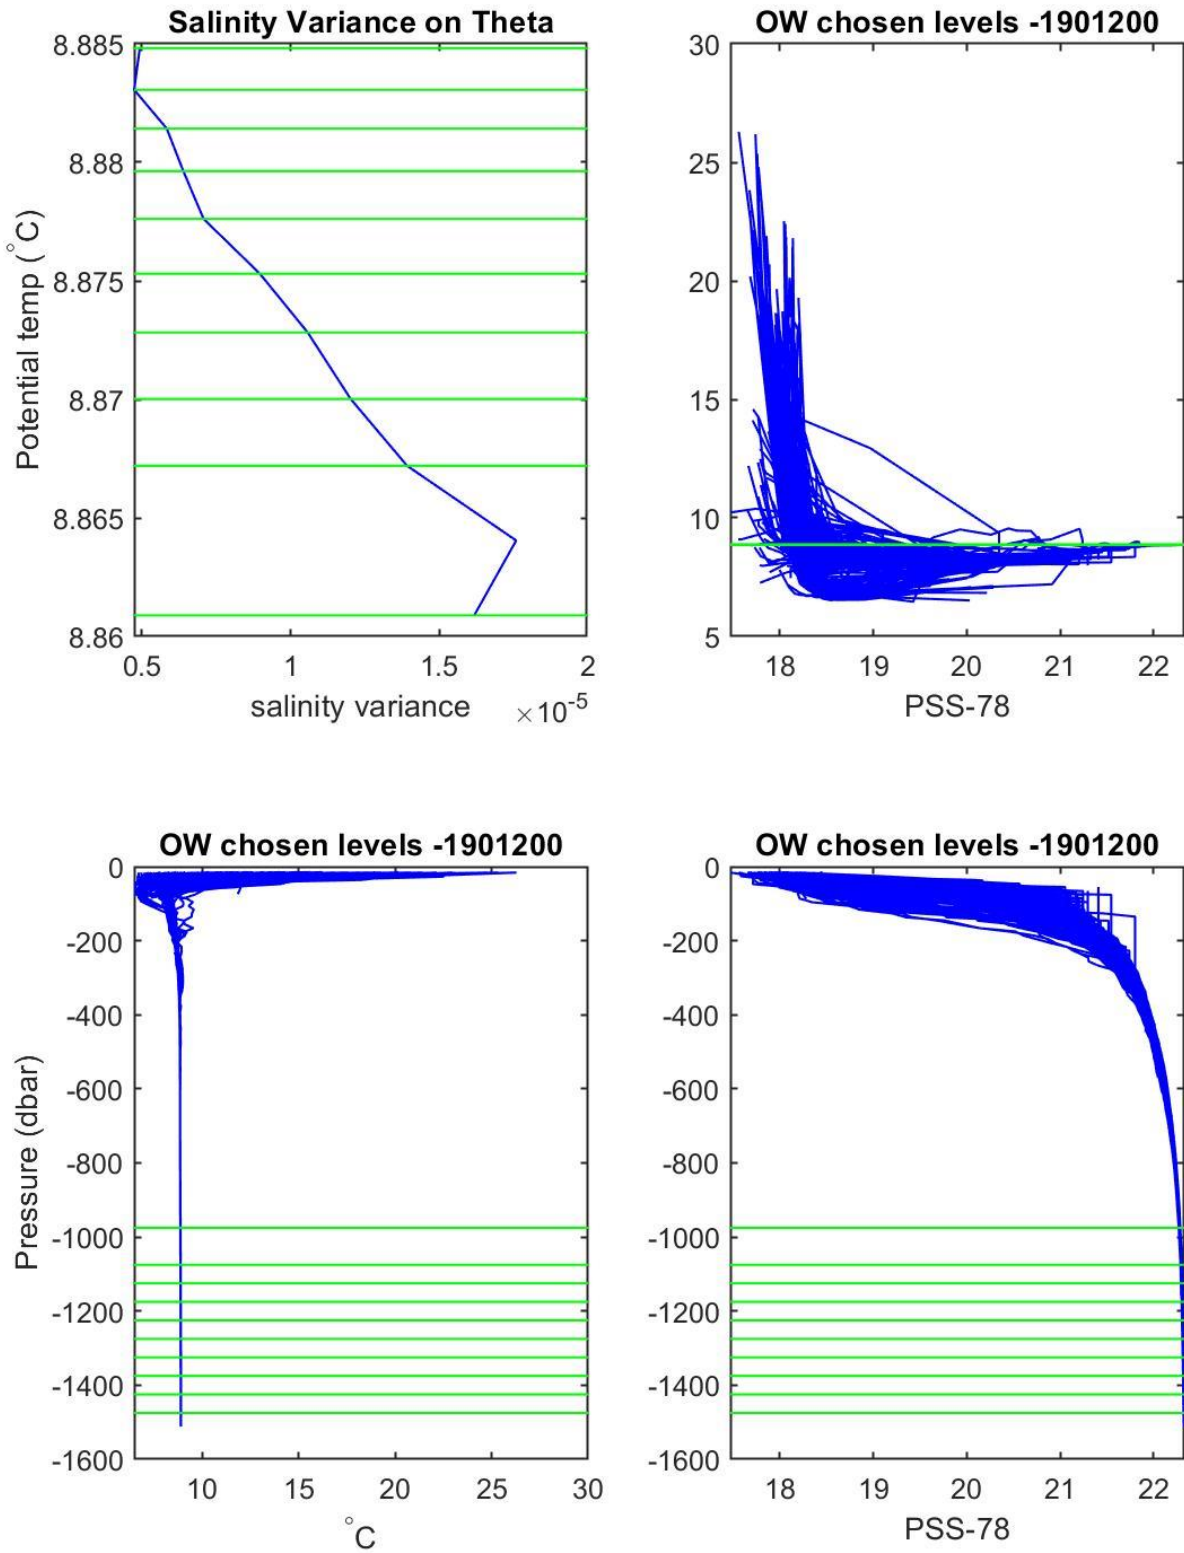 Salinity Variance on Theta
8.885
8.88
8.875
8.87
8.865
8.86
Potential temp (°C)
0.5 1 1.5 2
salinity variance ×10-5
OW chosen levels -1901200
30
25
20
15
10
5
18 19 20 21 22
PSS-78
OW chosen levels -1901200
0
-200
-400
-600
-800
-1000
-1200
-1400
-1600
Pressure (dbar)
10 15 20 25 30
°C
OW chosen levels -1901200
0
-200
-400
-600
-800
-1000
-1200
-1400
-1600
18 19 20 21 22
PSS-78